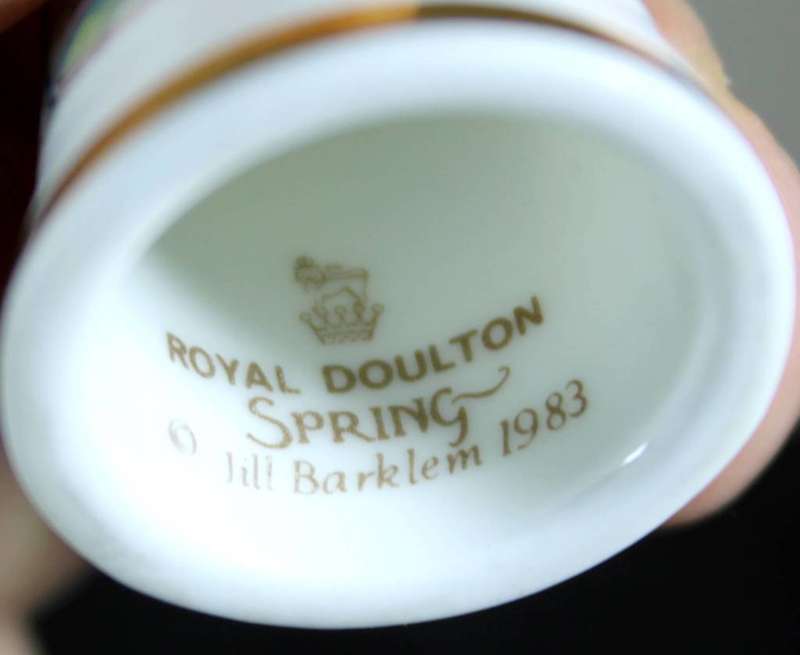 ROYAL DOULTON
SPRING
© Jill Barklem 1983